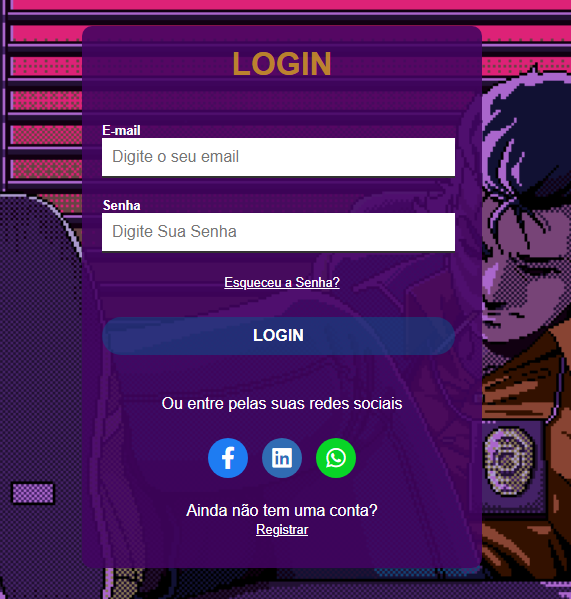 LOGIN
E-mail
Digite o seu email
Senha
Digite Sua Senha
Esqueceu a Senha?
LOGIN
Ou entre pelas suas redes sociais
Ainda não tem uma conta?
Registrar